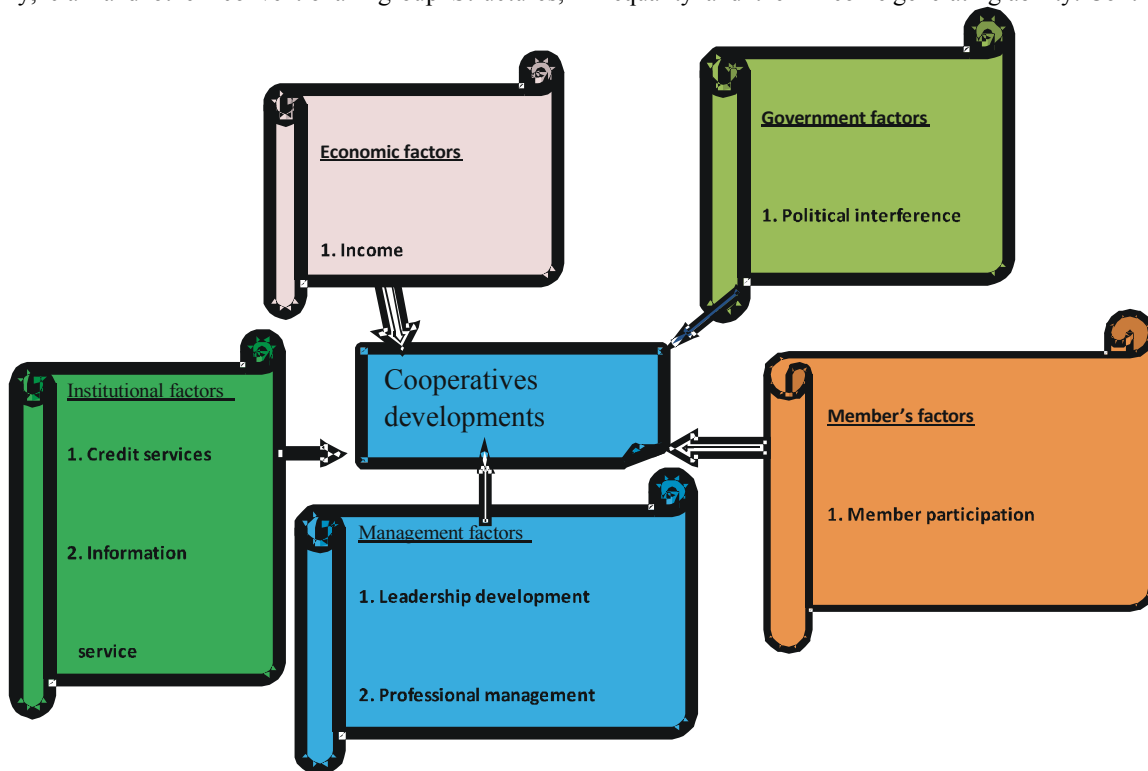 Economic factors
1. Income
Government factors
1. Political interference
Cooperatives
developments
Institutional factors
1. Credit services
2. Information
service
Member's factors
1. Member participation
Management factors
1. Leadership development
2. Professional management